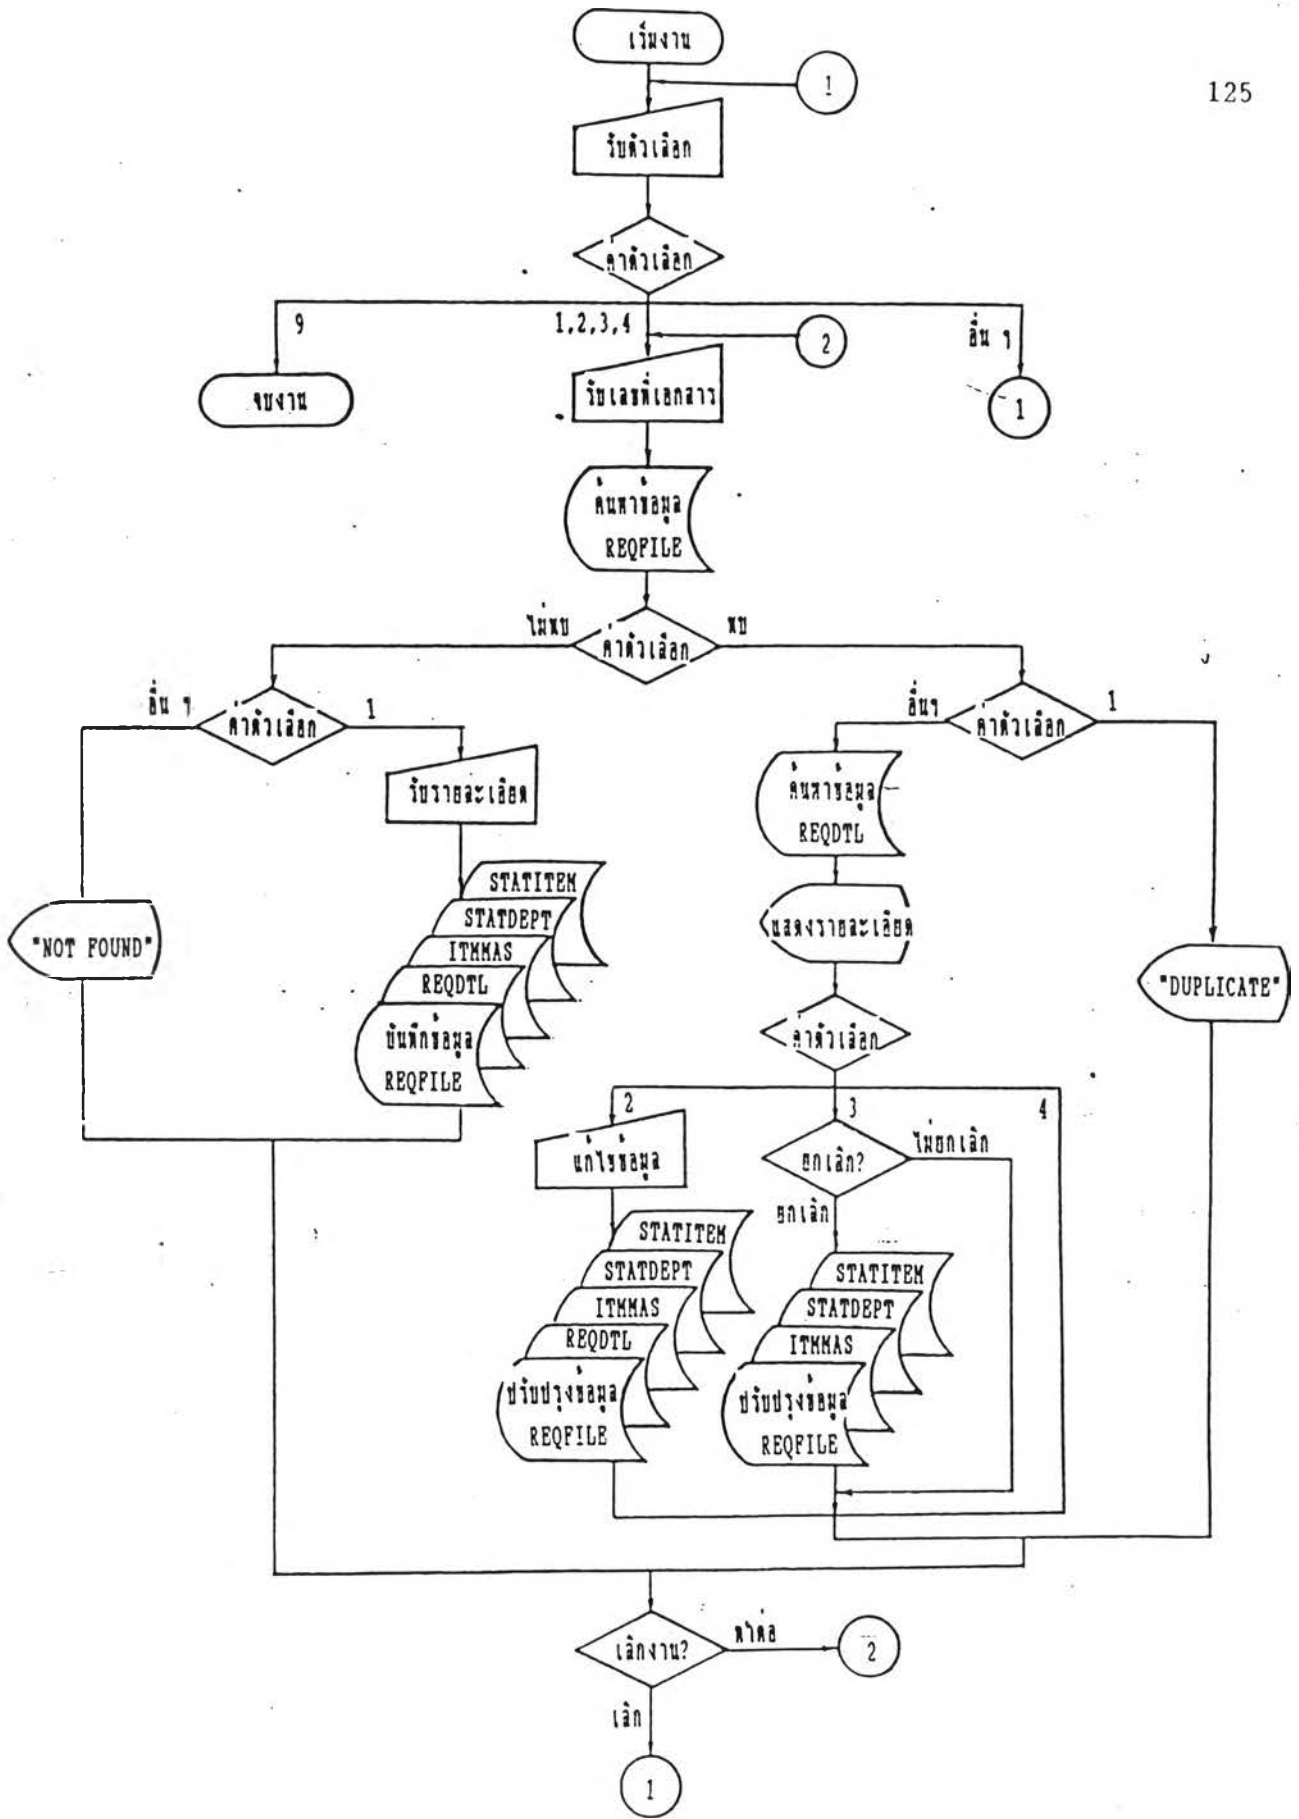 125
เริ่มงาน
1
รับตัวเลือก
ค่าตัวเลือก
9
1,2,3,4
2
อื่น ๆ
จบงาน
รับเลขที่เอกสาร
1
ค้นหาข้อมูล
REQFILE
ไม่พบ
ค่าตัวเลือก
พบ
อื่น ๆ
ค่าตัวเลือก
1
อื่นๆ
ค่าตัวเลือก
1
รับรายละเอียด
ค้นหาข้อมูล
REQDTL
STATITEM
STATDEPT
ITMMAS
REQDTL
บันทึกข้อมูล
REQFILE
"NOT FOUND"
แสดงรายละเอียด
"DUPLICATE"
ค่าตัวเลือก
2
3
4
แก้ไขข้อมูล
ยกเลิก?
ไม่ยกเลิก
ยกเลิก
STATITEM
STATDEPT
ITMMAS
REQDTL
ปรับปรุงข้อมูล
REQFILE
STATITEM
STATDEPT
ITMMAS
ปรับปรุงข้อมูล
REQFILE
เลิกงาน?
ทำต่อ
2
เลิก
1